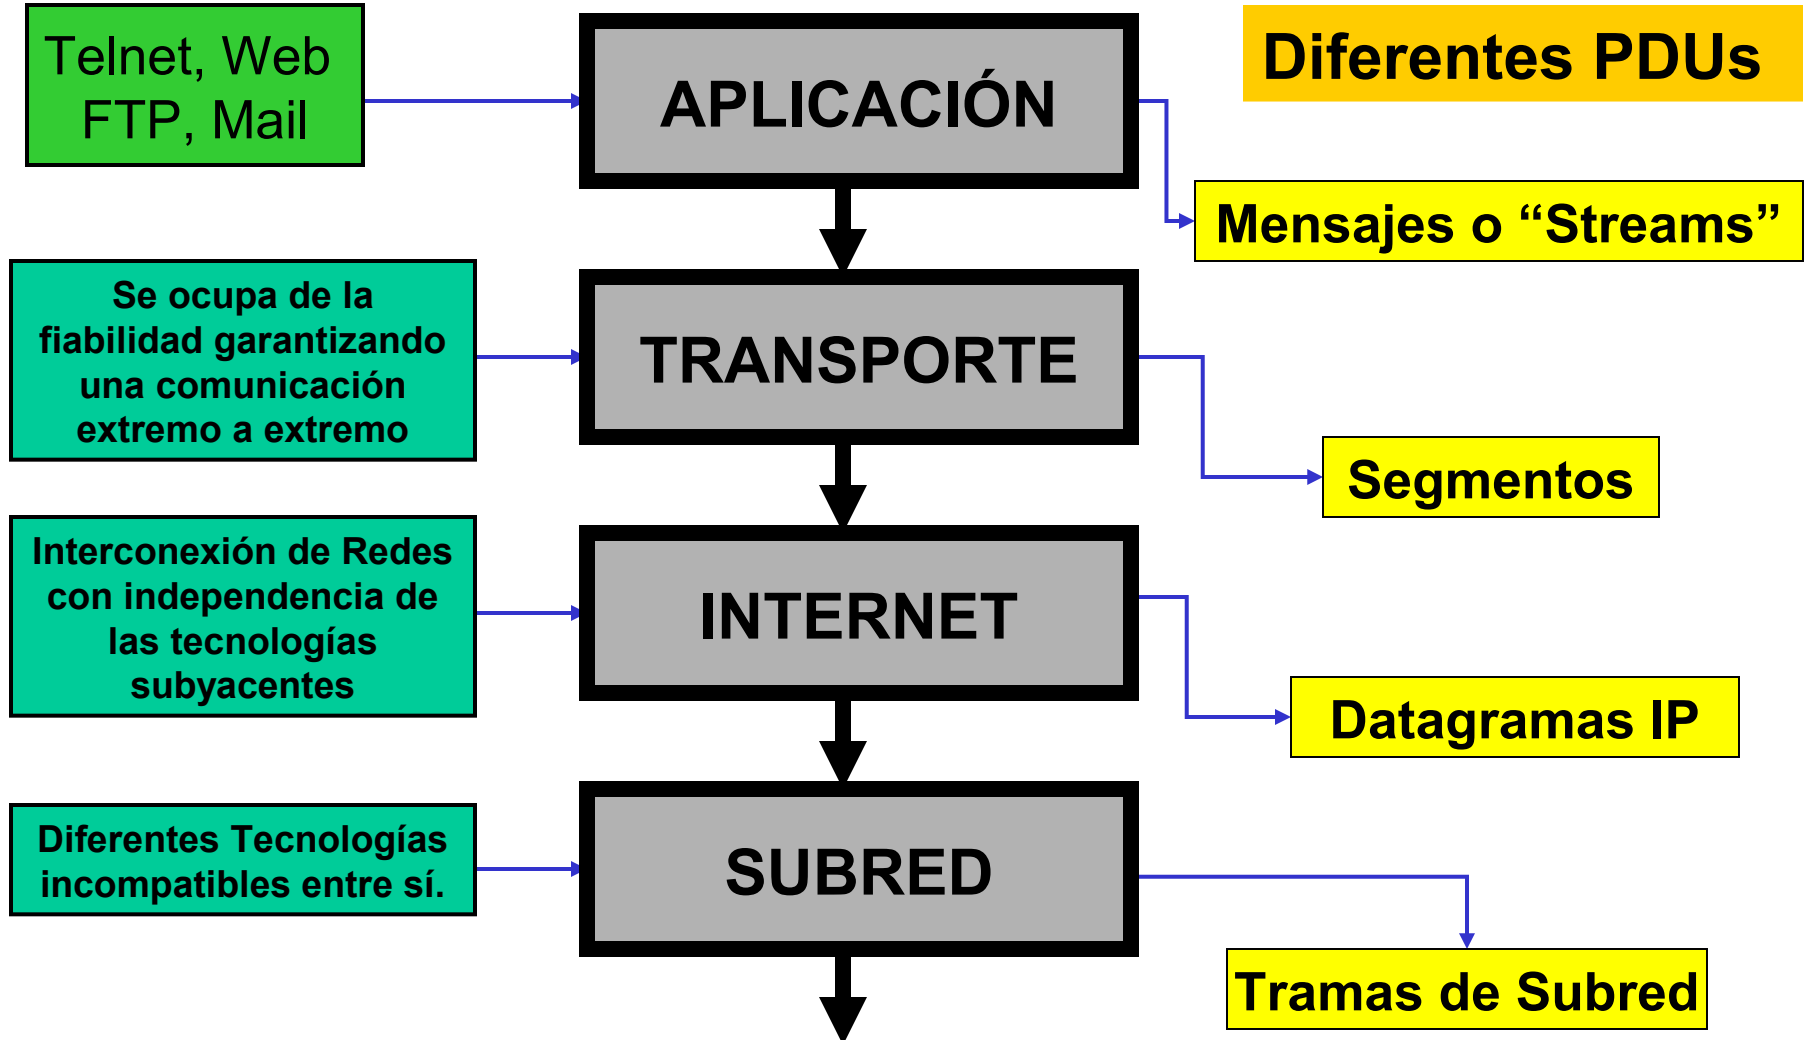 Telnet, Web
FTP, Mail
APLICACIÓN
Diferentes PDUs
Mensajes o “Streams”
Se ocupa de la
fiabilidad garantizando
una comunicación
extremo a extremo
TRANSPORTE
Segmentos
Interconexión de Redes
con independencia de
las tecnologías
subyacentes
INTERNET
Datagramas IP
Diferentes Tecnologías
incompatibles entre sí.
SUBRED
Tramas de Subred